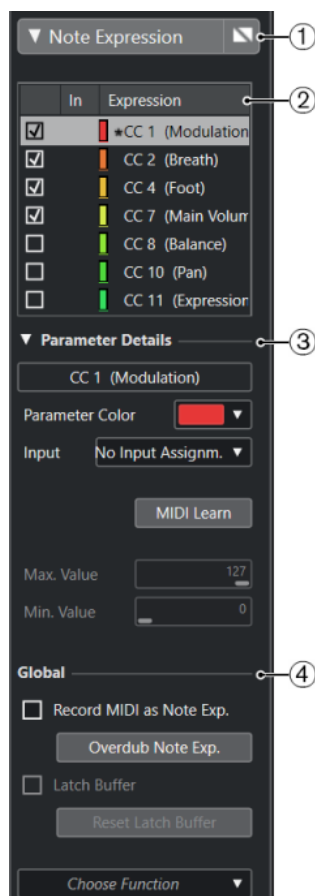 Note Expression
1
In Expression
2
★CC 1 (Modulation
CC 2 (Breath)
CC 4 (Foot)
CC 7 (Main Volum
CC 8 (Balance)
CC 10 (Pan)
CC 11 (Expression
Parameter Details
3
CC 1 (Modulation)
Parameter Color
Input No Input Assignm.
MIDI Learn
Max. Value 127
Min. Value 0
Global
4
Record MIDI as Note Exp.
Overdub Note Exp.
Latch Buffer
Reset Latch Buffer
Choose Function